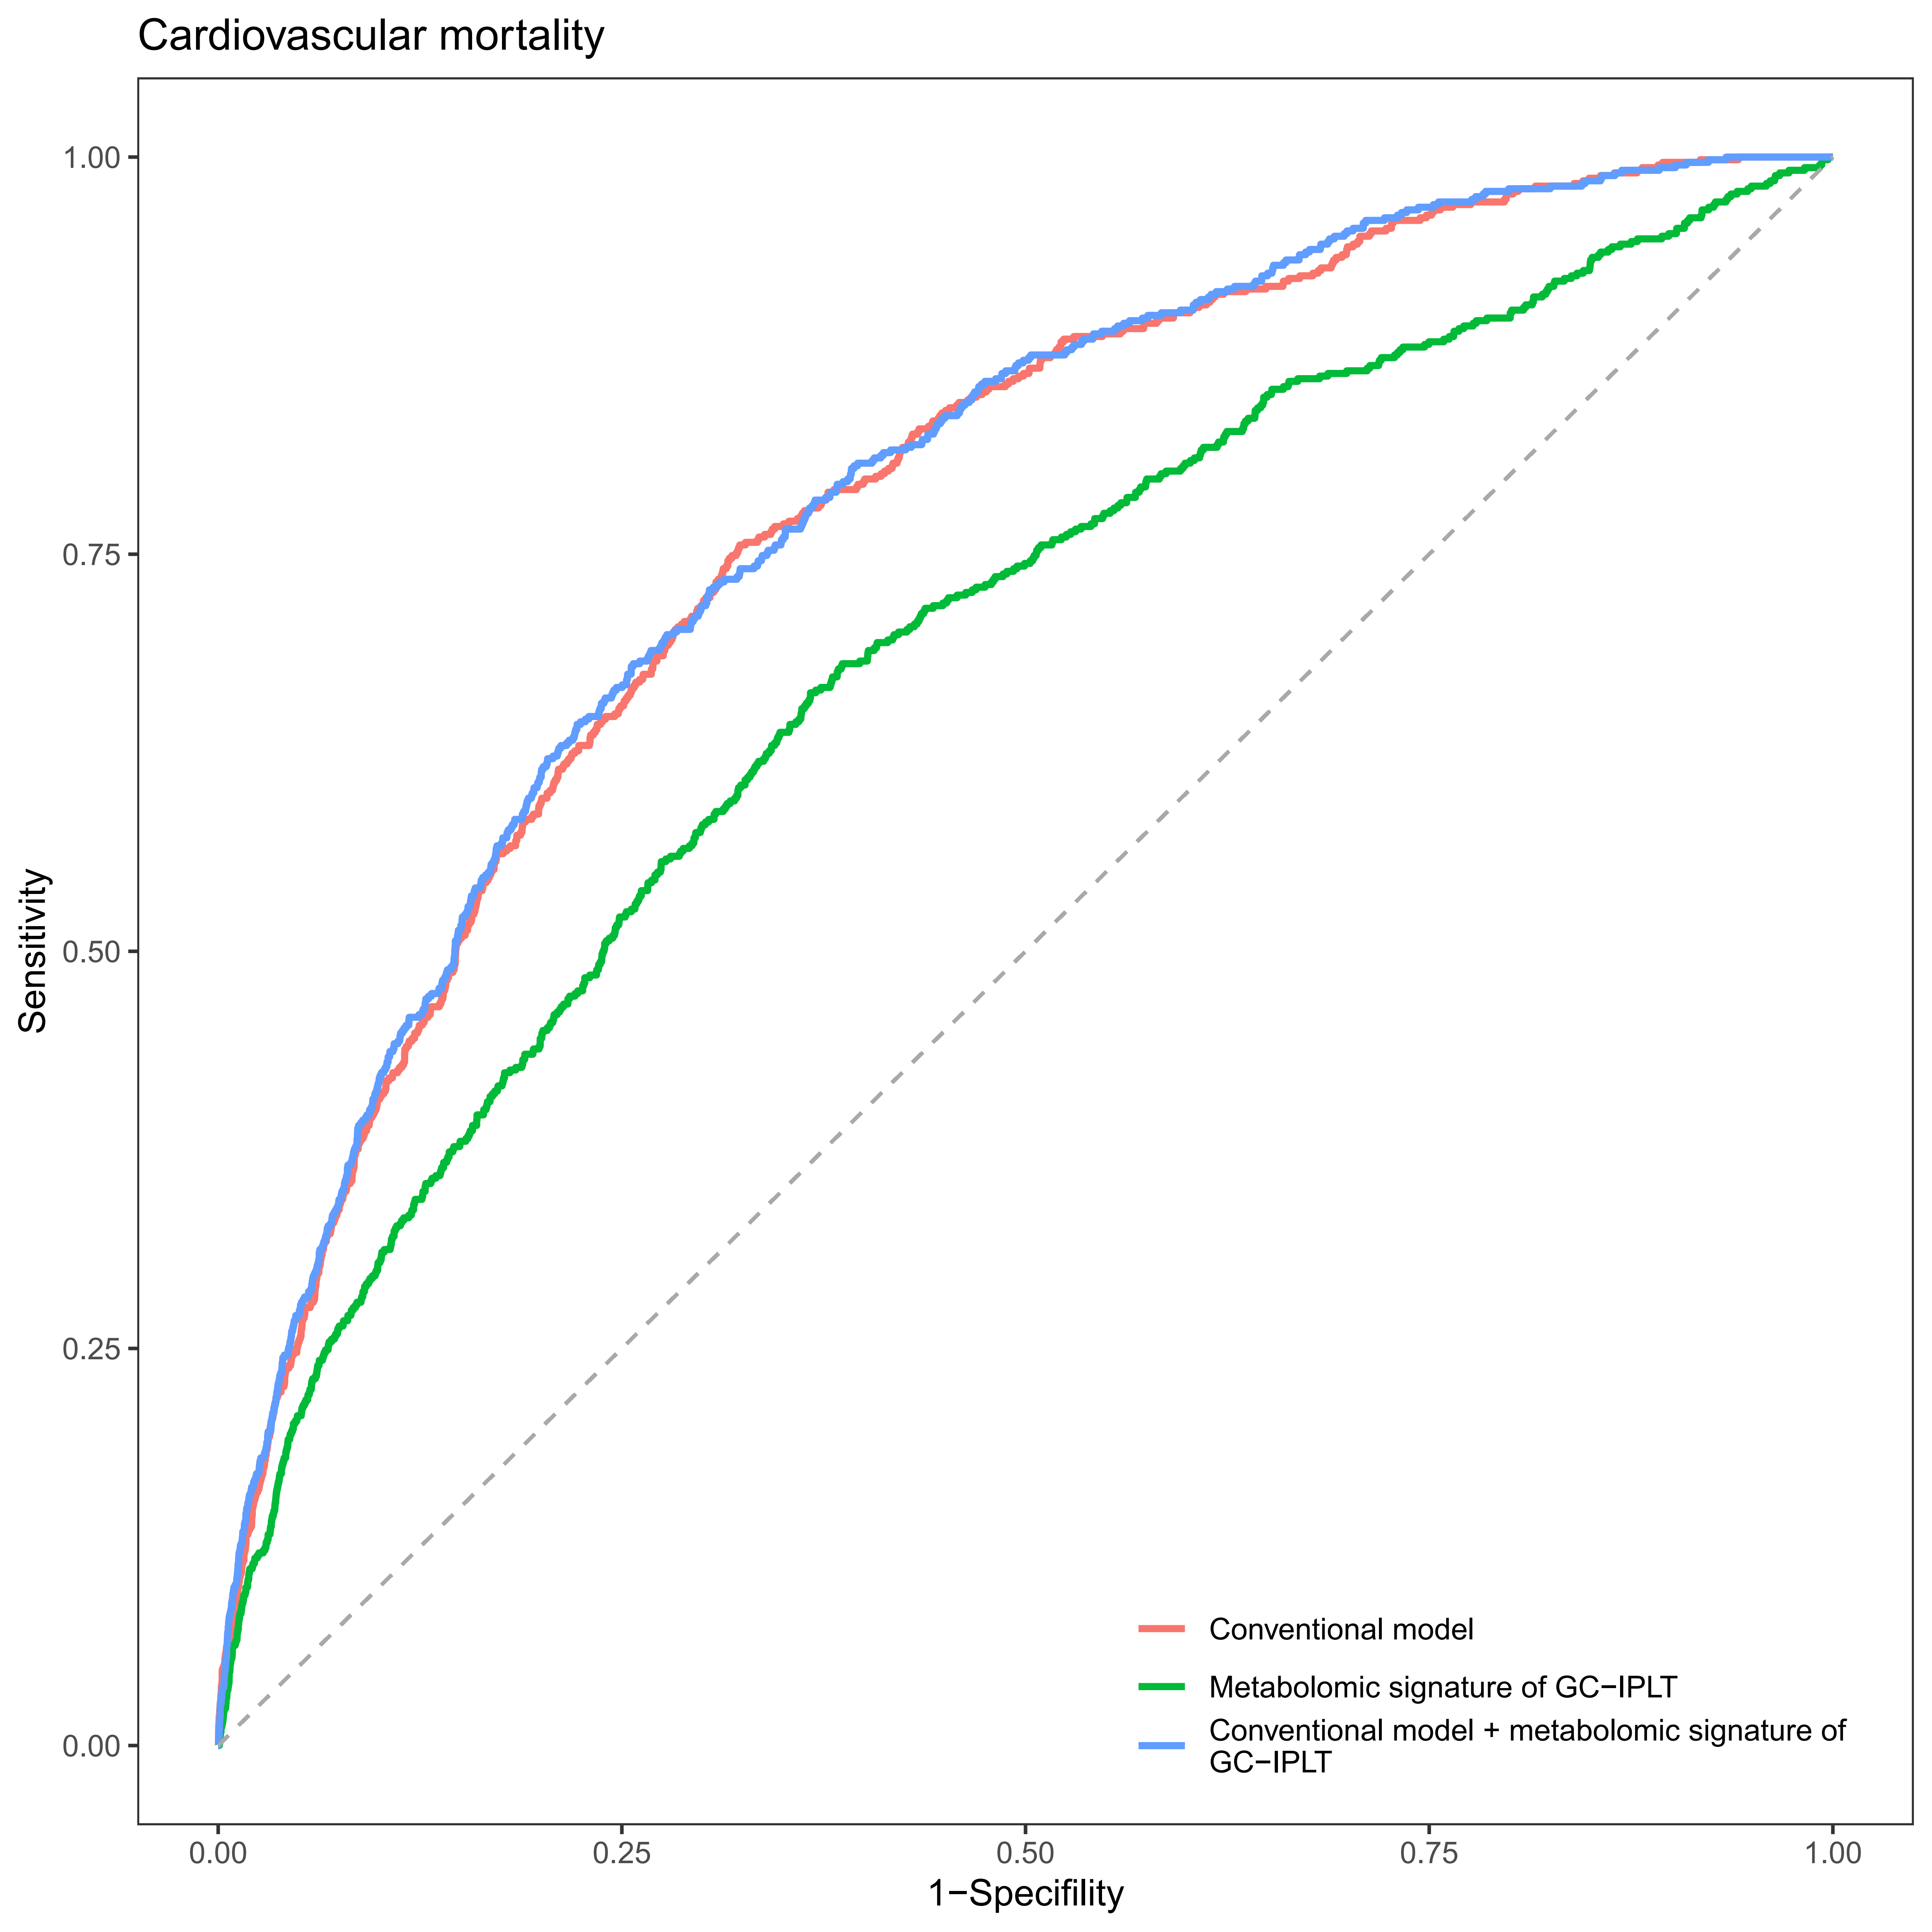 Cardiovascular mortality
1.00
0.75
0.50
0.25
0.00
Sensitivity
Conventional model
Metabolomic signature of GC−IPLT
Conventional model + metabolomic signature of
GC−IPLT
0.00 0.25 0.50 0.75 1.00
1−Specifility